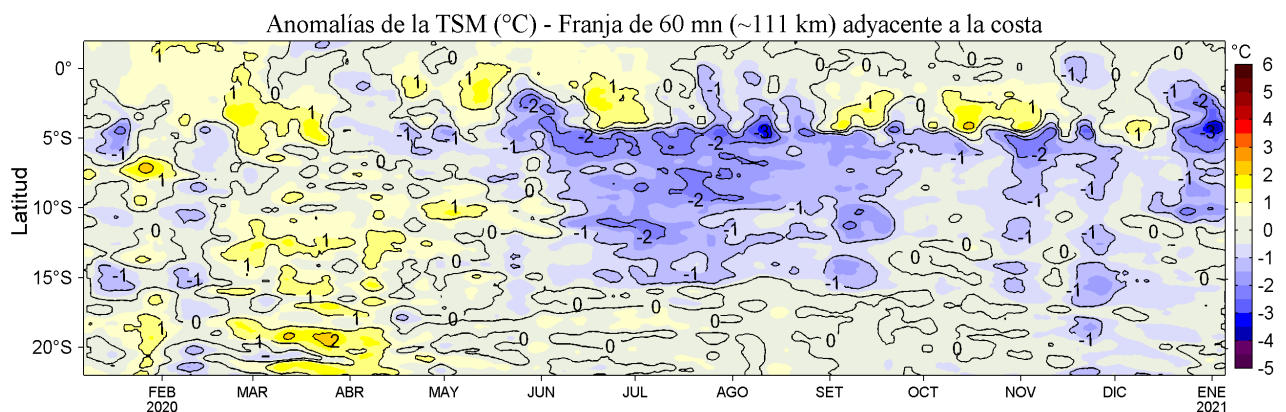 Anomalías de la TSM (°C) - Franja de 60 mn (~111 km) adyacente a la costa
°C
6
5
4
3
2
1
0
-1
-2
-3
-4
-5
Latitud
0°
5°S
10°S
15°S
20°S
FEB MAR ABR MAY JUN JUL AGO SET OCT NOV DIC ENE
2020 2021